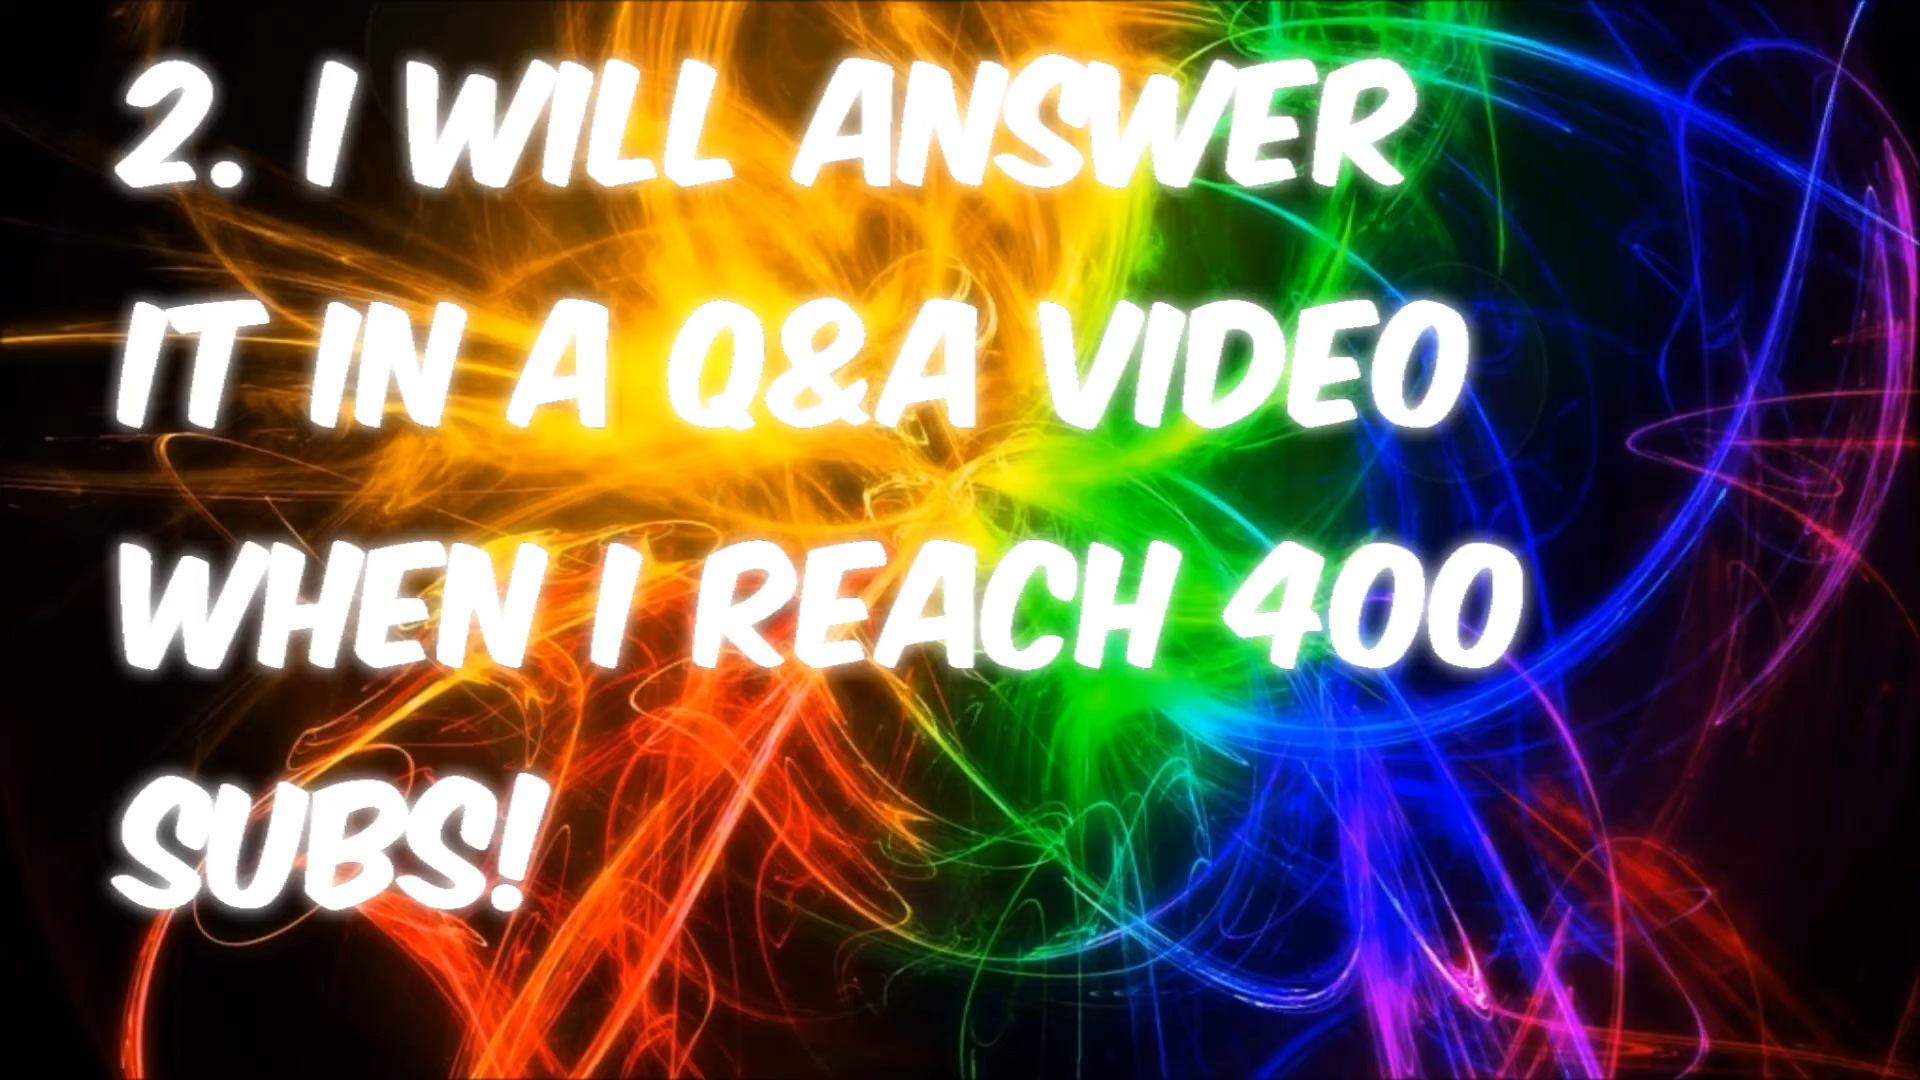 2. I WILL ANSWER
IT IN A Q&A VIDEO
WHEN I REACH 400
SUBS!